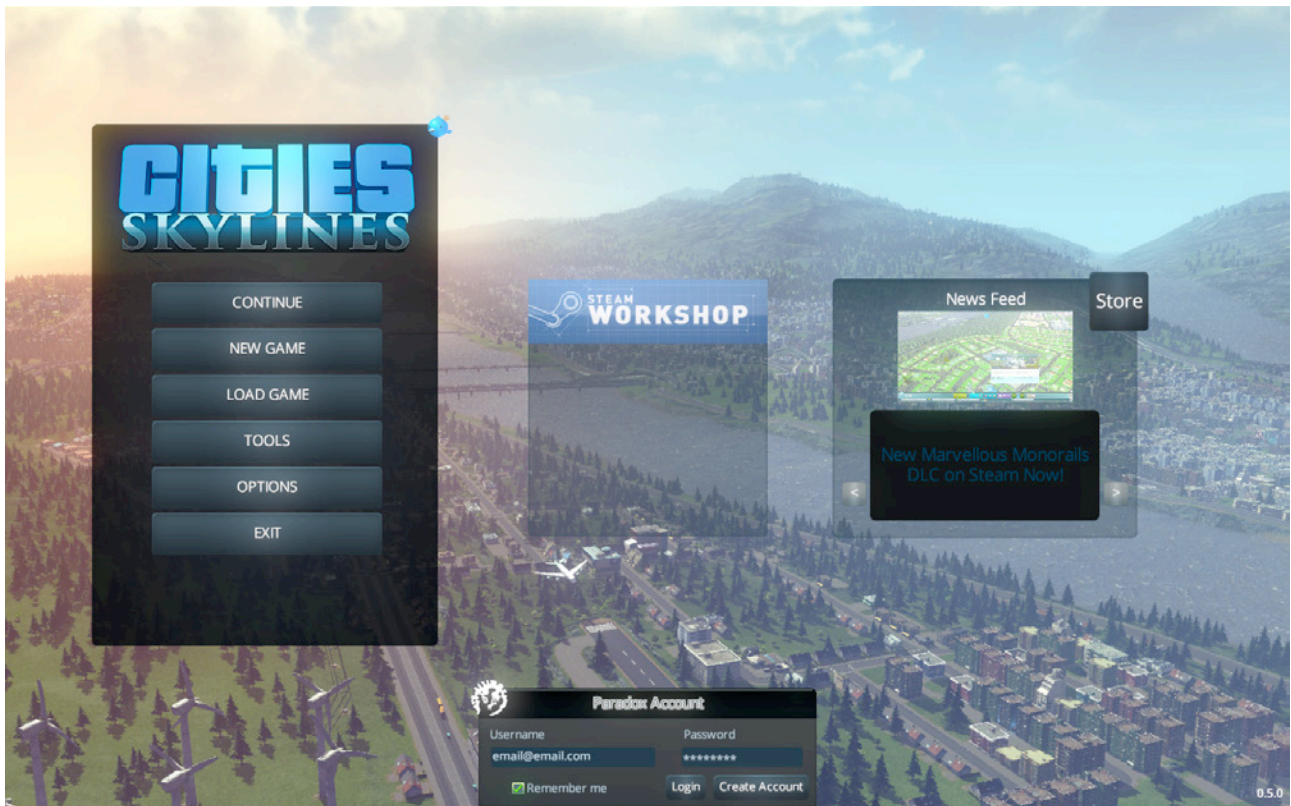 CITIES
SKYLINES
CONTINUE
NEW GAME
LOAD GAME
TOOLS
OPTIONS
EXIT
STEAM
WORKSHOP
News Feed
Store
New Marvellous Monorails
DLC on Steam Now!
<
>
Paradox Account
Username
Password
email@email.com
********
Remember me
Login
Create Account
0.5.0